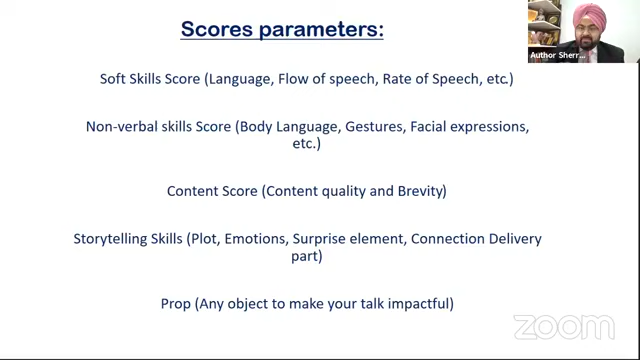 Scores parameters:
Author Sherr...
Soft Skills Score (Language, Flow of speech, Rate of Speech, etc.)
Non-verbal skills Score (Body Language, Gestures, Facial expressions,
etc.)
Content Score (Content quality and Brevity)
Storytelling Skills (Plot, Emotions, Surprise element, Connection Delivery
part)
Prop (Any object to make your talk impactful)
zoom